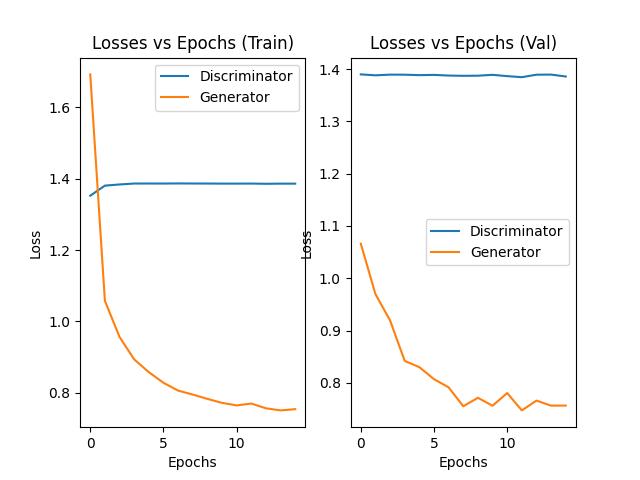 Losses vs Epochs (Train)
Discriminator
Generator
1.6
1.4
1.2
1.0
0.8
Loss
0
5
10
Epochs
Losses vs Epochs (Val)
1.4
1.3
1.2
1.1
1.0
0.9
0.8
Loss
Discriminator
Generator
0
5
10
Epochs